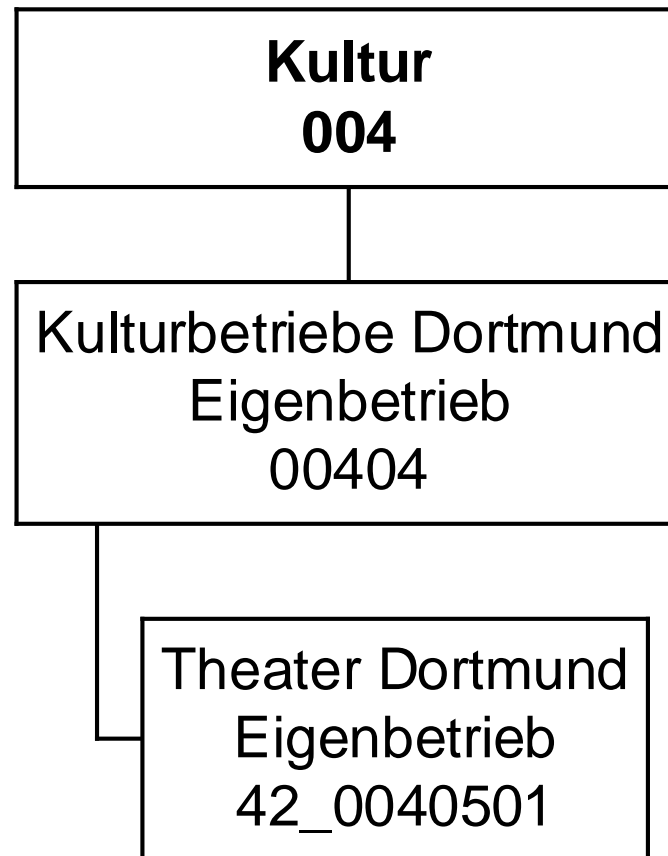 Kultur
004
Kulturbetriebe Dortmund
Eigenbetrieb
00404
Theater Dortmund
Eigenbetrieb
42_0040501